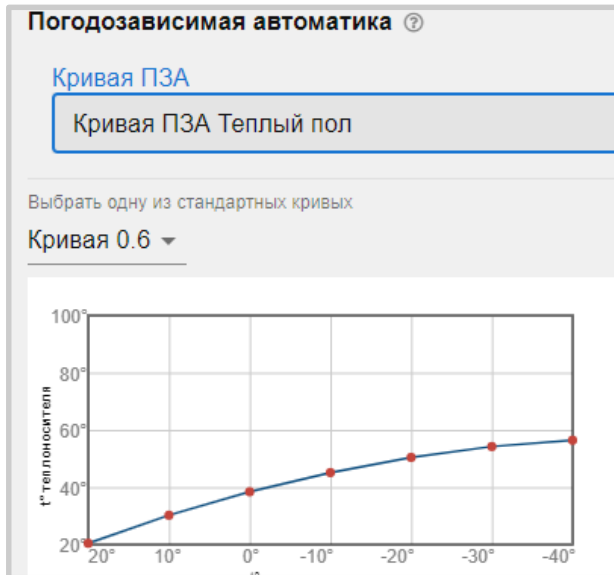 Погодозависимая автоматика ?
Кривая ПЗА
Кривая ПЗА Теплый пол
Выбрать одну из стандартных кривых
Кривая 0.6
100°
80°
60°
40°
20°
t° теплоносителя
20° 10° 0° -10° -20° -30° -40°